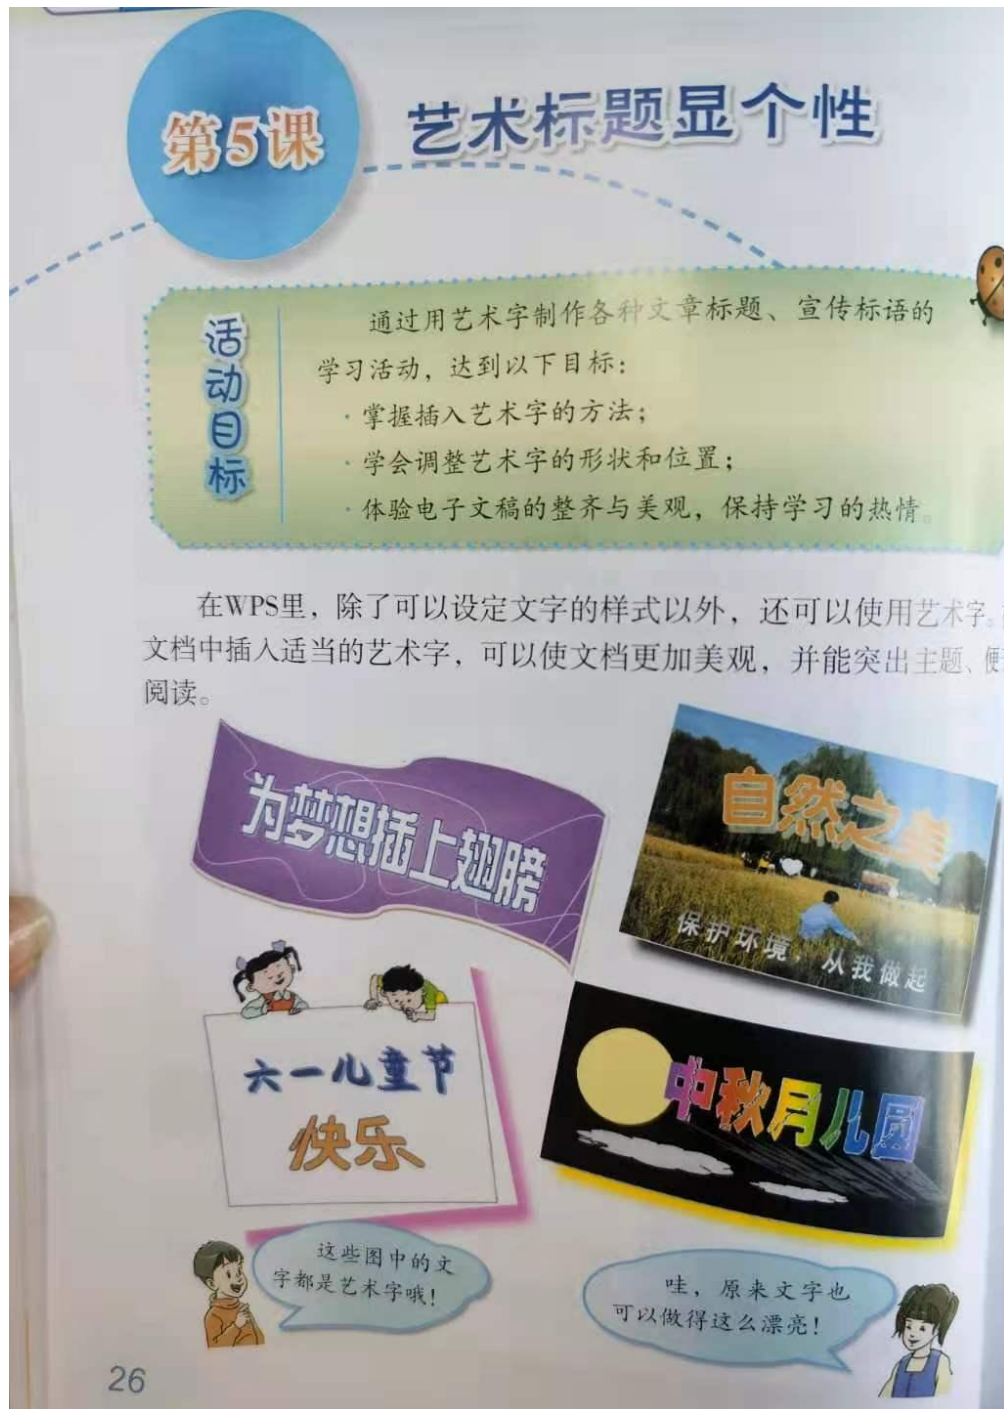 第5课
艺术标题显个性
活动目标
通过用艺术字制作各种文章标题、宣传标语的
学习活动，达到以下目标：
·掌握插入艺术字的方法；
·学会调整艺术字的形状和位置；
·体验电子文稿的整齐与美观，保持学习的热情。
在WPS里，除了可以设定文字的样式以外，还可以使用艺术字。
文档中插入适当的艺术字，可以使文档更加美观，并能突出主题、便
阅读。
为梦想插上翅膀
自然之美
保护环境，从我做起
六一儿童节
快乐
中秋月儿圆
这些图中的文
字都是艺术字哦！
哇，原来文字也
可以做得这么漂亮！
26